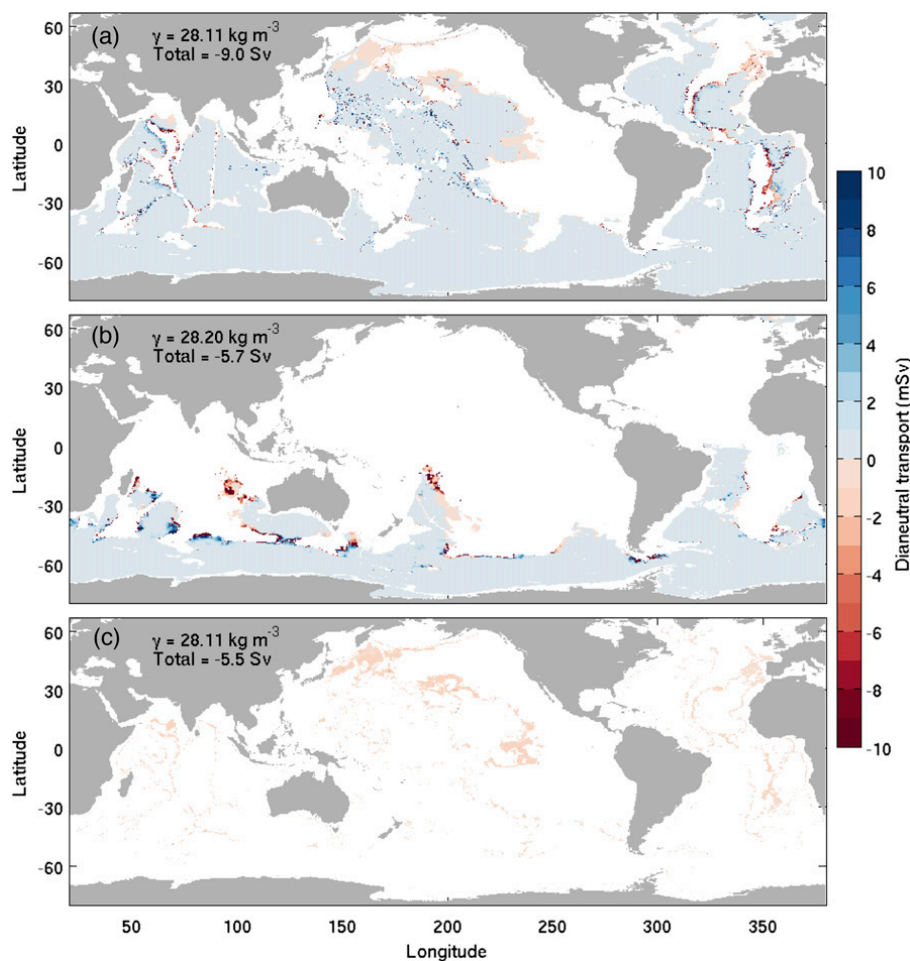 (a)
γ = 28.11 kg m⁻³
Total = -9.0 Sv
60
30
0
-30
-60
Latitude
(b)
γ = 28.20 kg m⁻³
Total = -5.7 Sv
60
30
0
-30
-60
Latitude
(c)
γ = 28.11 kg m⁻³
Total = -5.5 Sv
60
30
0
-30
-60
Latitude
50 100 150 200 250 300 350
Longitude
10
8
6
4
2
0
-2
-4
-6
-8
-10
Dianeutral transport (mSv)